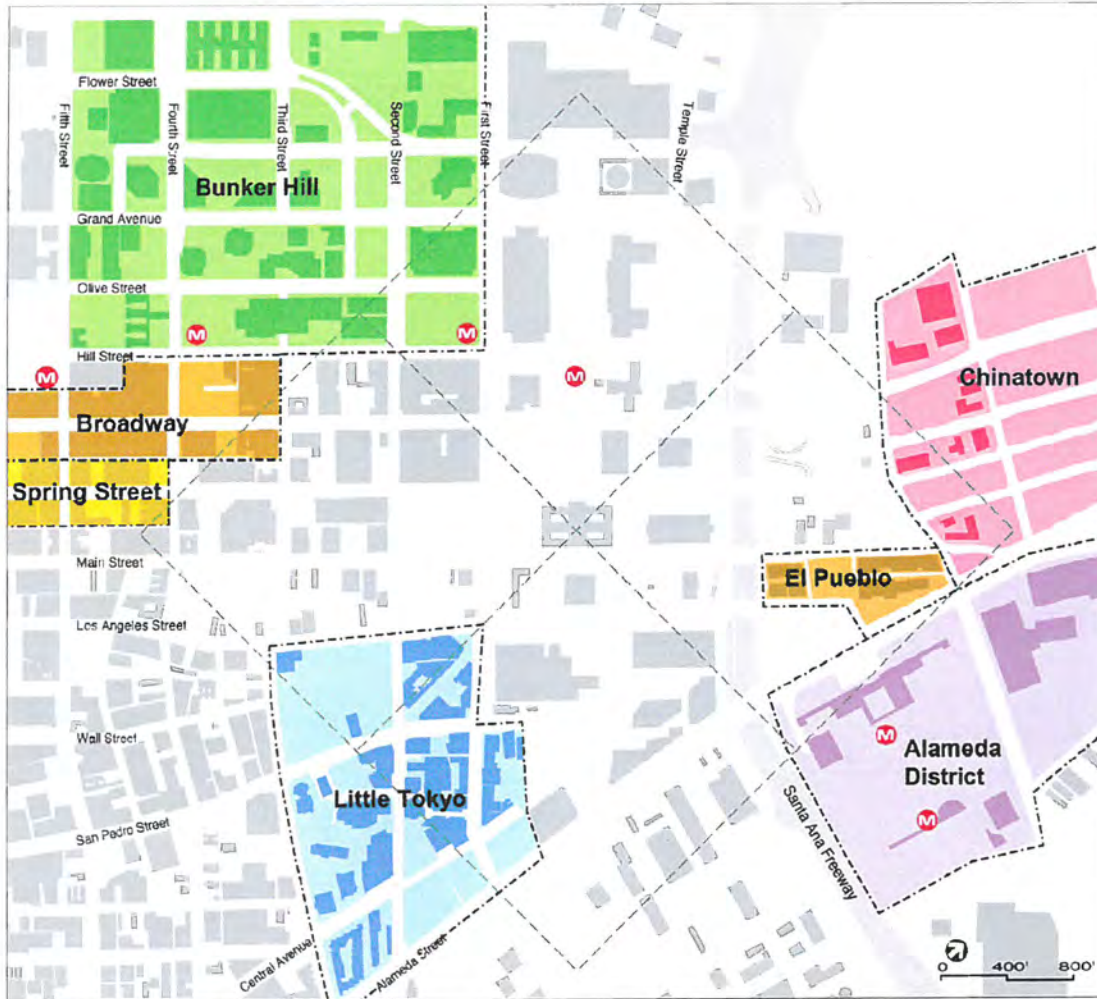 Flower Street
Fifth Street
Fourth Street
Third Street
Second Street
First Street
Temple Street
Bunker Hill
Grand Avenue
Olive Street
M
M
Hill Street
M
M
Chinatown
Broadway
Spring Street
Main Street
El Pueblo
Los Angeles Street
Wall Street
M
Alameda
District
Little Tokyo
San Pedro Street
M
Santa Ana Freeway
Central Avenue
Alameda Street
0 400' 800'